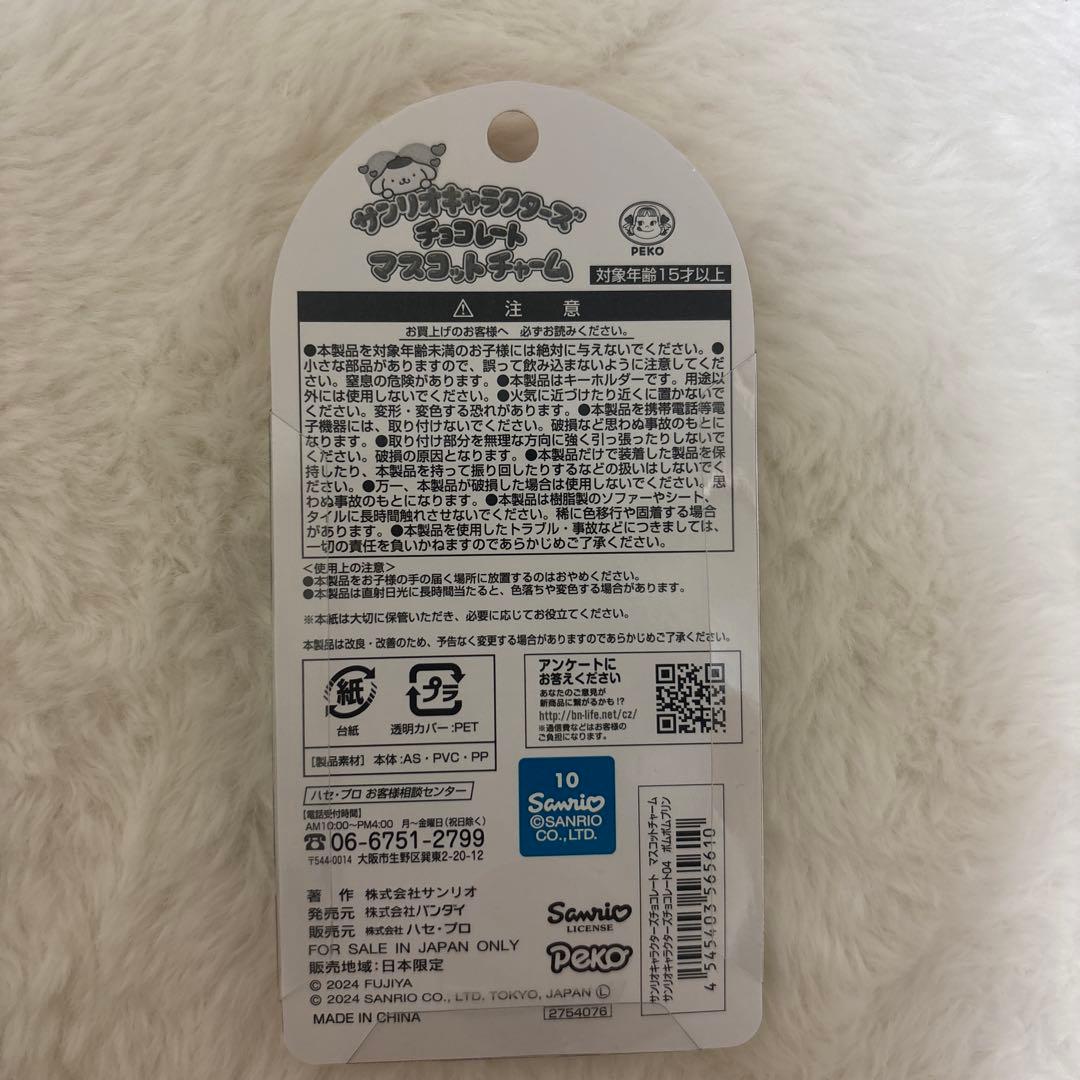 サンリオキャラクターズ
チョコレート
マスコットチャーム
PEKO
対象年齢15才以上
⚠ 注 意
お買上げのお客様へ 必ずお読みください。
●本製品を対象年齢未満のお子様には絶対に与えないでください。●
小さな部品がありますので、誤って飲み込まないように注意してくだ
さい。窒息の危険があります。●本製品はキーホルダーです。用途以
外には使用しないでください。●火気に近づけたり近くに置かないで
ください。変形・変色する恐れがあります。●本製品を携帯電話等電
子機器には、取り付けないでください。破損など思わぬ事故のもとに
なります。●取り付け部分を無理な方向に強く引っ張ったりしないで
ください。破損の原因となります。●本製品だけで装着した製品を保
持したり、本製品を持って振り回したりするなどの扱いはしないでく
ださい。●万一、本製品が破損した場合は使用しないでください。思
わぬ事故のもとになります。●本製品は樹脂製のソファーやシート、
タイルに長時間触れさせないでください。稀に色移行や固着する場合
があります。●本製品を使用したトラブル・事故などにつきましては、
一切の責任を負いかねますのであらかじめご了承ください。
<使用上の注意>
●本製品をお子様の手の届く場所に放置するのはおやめください。
●本製品は直射日光に長時間当たると、色落ちや変色する場合があります。
※本紙は大切に保管いただき、必要に応じてお役立てください。
本製品は改良・改善のため、予告なく変更する場合がありますのであらかじめご了承ください。
紙
台紙
プラ
透明カバー:PET
[製品素材] 本体:AS・PVC・PP
アンケートに
お答えください
あなたのご意見が
新商品に繋がるかも!?
http://bn-life.net/cz/
※通信費などはお客様の
ご負担になります。
ハセ・プロ お客様相談センター
【電話受付時間】
AM10:00~PM4:00 月~金曜日(祝日除く)
☎06-6751-2799
〒544-0014 大阪市生野区巽東2-20-12
10
Sanrio
©SANRIO
CO.,LTD.
著 作 株式会社サンリオ
発売元 株式会社バンダイ
販売元 株式会社 ハセ・プロ
FOR SALE IN JAPAN ONLY
販売地域:日本限定
© 2024 FUJIYA
© 2024 SANRIO CO., LTD. TOKYO, JAPAN Ⓛ
MADE IN CHINA
Sanrio
LICENSE
PeKo
2754076
サンリオキャラクターズチョコレート マスコットチャーム
サンリオキャラクターズチョコレート04 ポムポムプリン
4 545403 565610